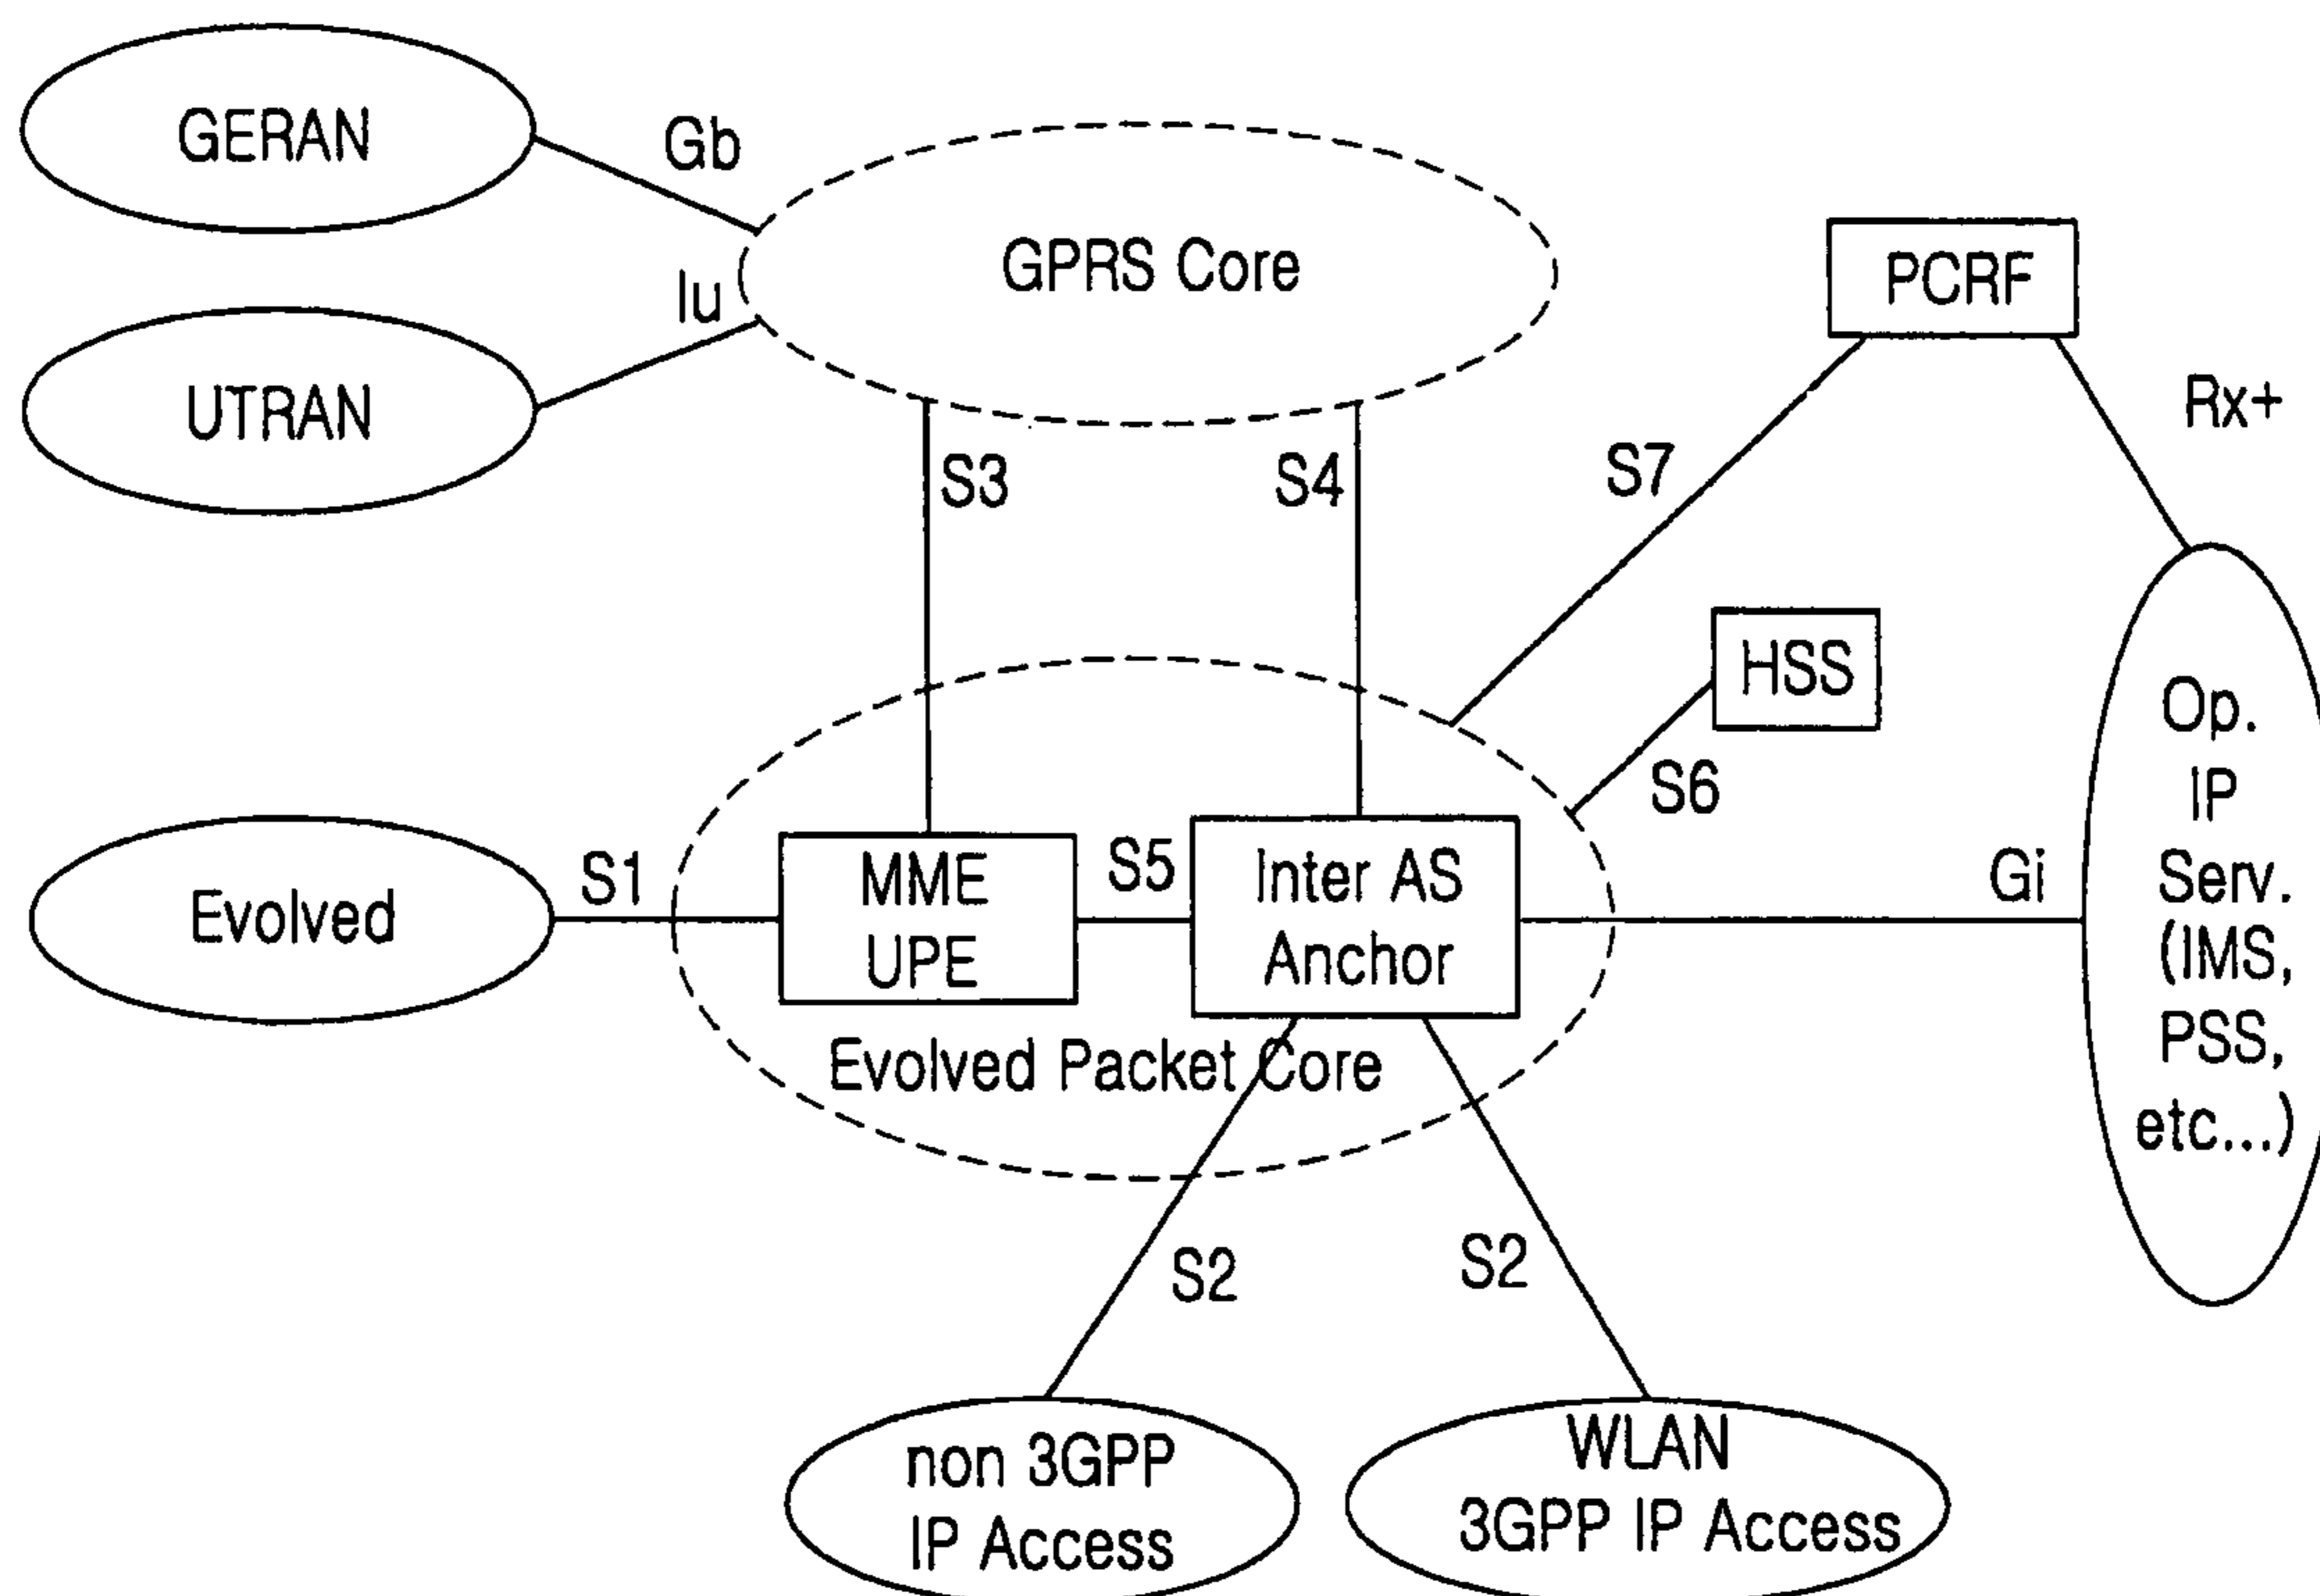 GERAN
Gb
GPRS Core
PCRF
Iu
UTRAN
Rx+
S3
S4
S7
HSS
S6
Op.
IP
Serv.
(IMS,
PSS,
etc...)
Evolved
S1
MME
UPE
S5
Inter AS
Anchor
Gi
Evolved Packet Core
S2
S2
non 3GPP
IP Access
WLAN
3GPP IP Access